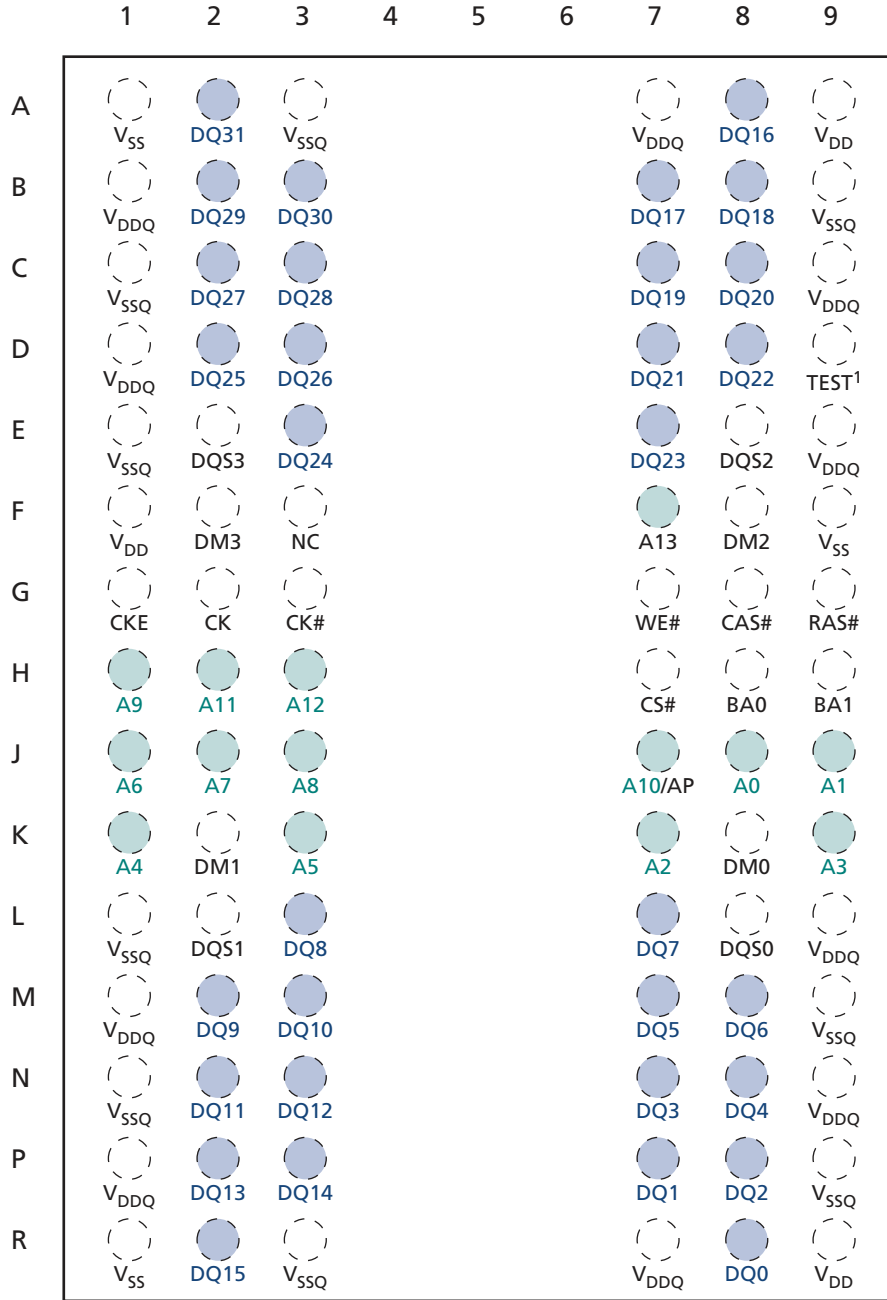 1 2 3 4 5 6 7 8 9
A
VSS DQ31 VSSQ VDDQ DQ16 VDD
B
VDDQ DQ29 DQ30 DQ17 DQ18 VSSQ
C
VSSQ DQ27 DQ28 DQ19 DQ20 VDDQ
D
VDDQ DQ25 DQ26 DQ21 DQ22 TEST1
E
VSSQ DQS3 DQ24 DQ23 DQS2 VDDQ
F
VDD DM3 NC A13 DM2 VSS
G
CKE CK CK# WE# CAS# RAS#
H
A9 A11 A12 CS# BA0 BA1
J
A6 A7 A8 A10/AP A0 A1
K
A4 DM1 A5 A2 DM0 A3
L
VSSQ DQS1 DQ8 DQ7 DQS0 VDDQ
M
VDDQ DQ9 DQ10 DQ5 DQ6 VSSQ
N
VSSQ DQ11 DQ12 DQ3 DQ4 VDDQ
P
VDDQ DQ13 DQ14 DQ1 DQ2 VSSQ
R
VSS DQ15 VSSQ VDDQ DQ0 VDD